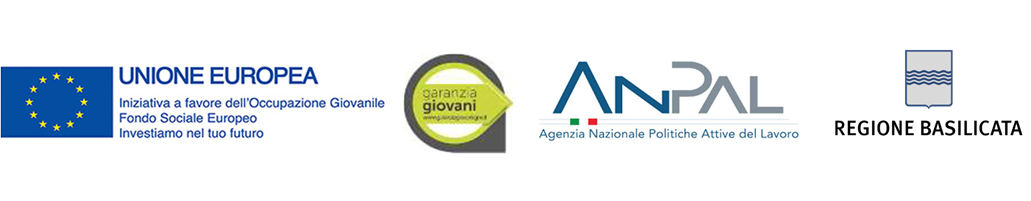 UNIONE EUROPEA
Iniziativa a favore dell'Occupazione Giovanile
Fondo Sociale Europeo
Investiamo nel tuo futuro
garanzia
giovani
ANPAL
Agenzia Nazionale Politiche Attive del Lavoro
REGIONE BASILICATA